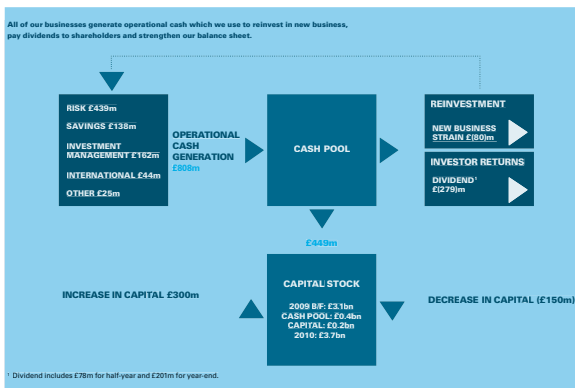 All of our businesses generate operational cash which we use to reinvest in new business,
pay dividends to shareholders and strengthen our balance sheet.
RISK £439m
SAVINGS £138m
INVESTMENT
MANAGEMENT £162m
INTERNATIONAL £44m
OTHER £25m
OPERATIONAL
CASH
GENERATION
£808m
CASH POOL
REINVESTMENT
NEW BUSINESS
STRAIN £(80)m
INVESTOR RETURNS
DIVIDEND¹
£(279)m
£449m
INCREASE IN CAPITAL £300m
CAPITAL STOCK
2009 B/F: £3.1bn
CASH POOL: £0.4bn
CAPITAL: £0.2bn
2010: £3.7bn
DECREASE IN CAPITAL (£150m)
¹ Dividend includes £78m for half-year and £201m for year-end.